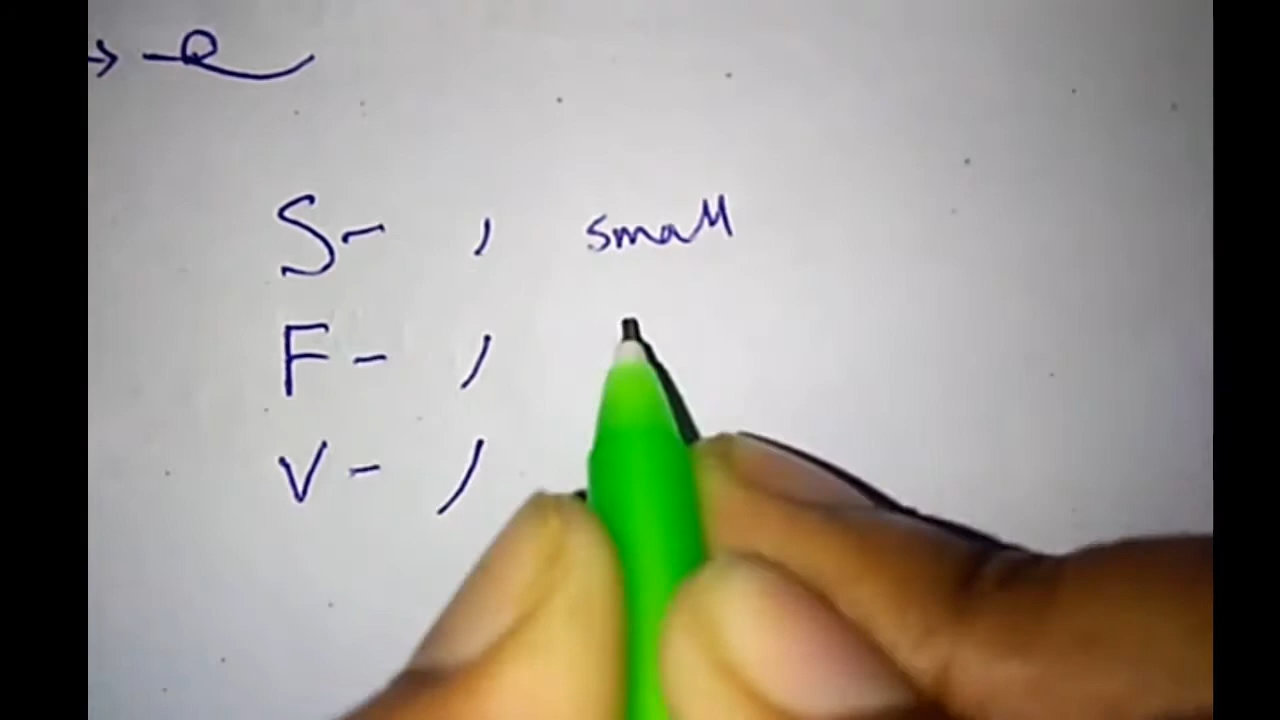 S- , small
F- ,
V- ,